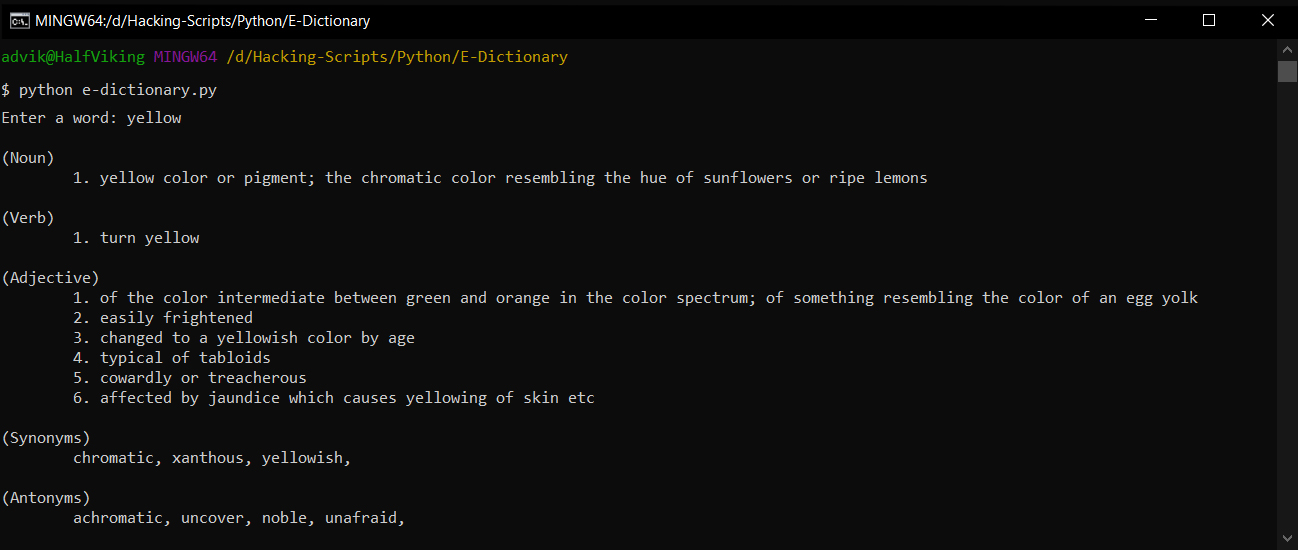 MINGW64:/d/Hacking-Scripts/Python/E-Dictionary
advik@HalfViking MINGW64 /d/Hacking-Scripts/Python/E-Dictionary
$ python e-dictionary.py
Enter a word: yellow
(Noun)
1. yellow color or pigment; the chromatic color resembling the hue of sunflowers or ripe lemons
(Verb)
1. turn yellow
(Adjective)
1. of the color intermediate between green and orange in the color spectrum; of something resembling the color of an egg yolk
2. easily frightened
3. changed to a yellowish color by age
4. typical of tabloids
5. cowardly or treacherous
6. affected by jaundice which causes yellowing of skin etc
(Synonyms)
chromatic, xanthous, yellowish,
(Antonyms)
achromatic, uncover, noble, unafraid,